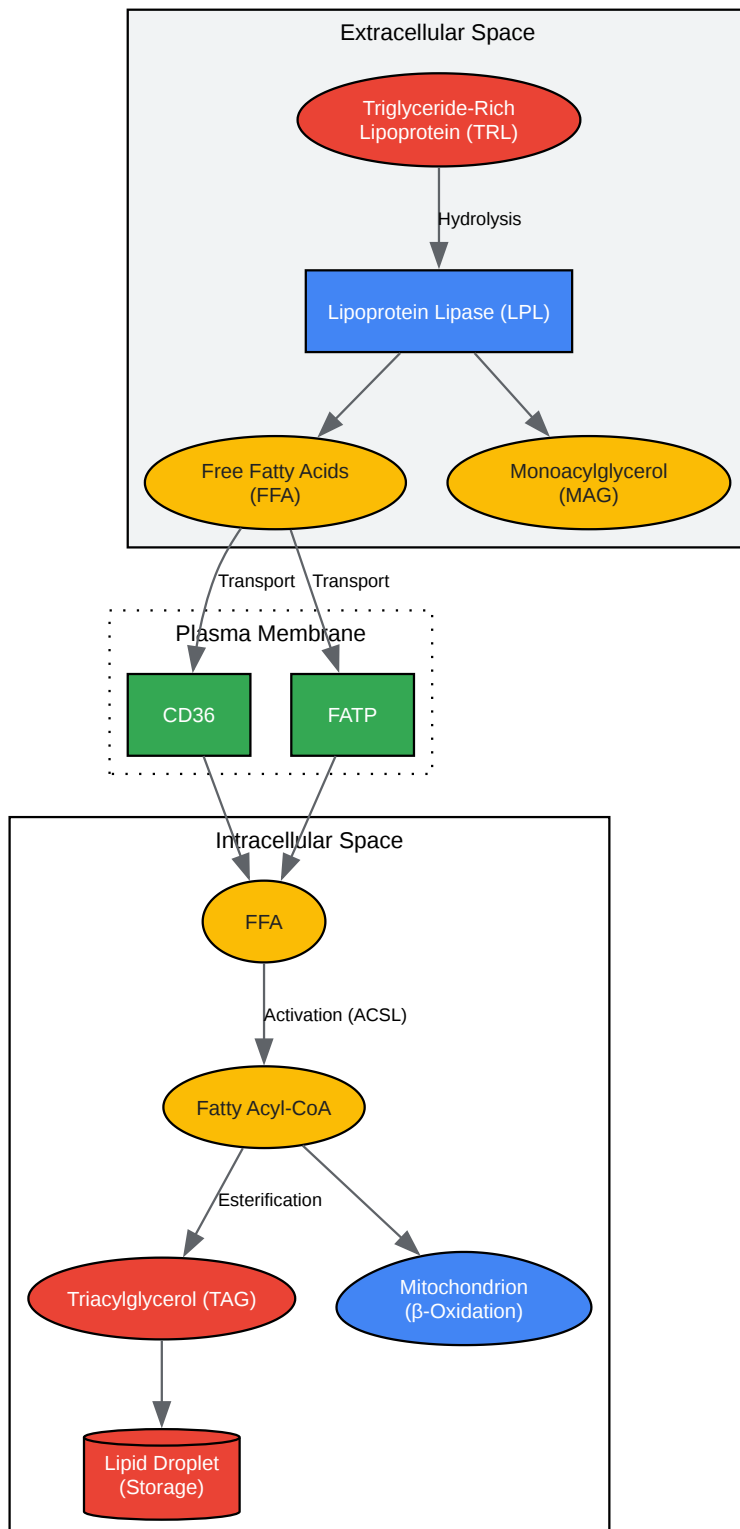 Extracellular Space
Triglyceride-Rich
Lipoprotein (TRL)
Hydrolysis
Lipoprotein Lipase (LPL)
Free Fatty Acids
(FFA)
Monoacylglycerol
(MAG)
Transport
Transport
Plasma Membrane
CD36
FATP
Intracellular Space
FFA
Activation (ACSL)
Fatty Acyl-CoA
Esterification
Triacylglycerol (TAG)
Mitochondrion
(β-Oxidation)
Lipid Droplet
(Storage)